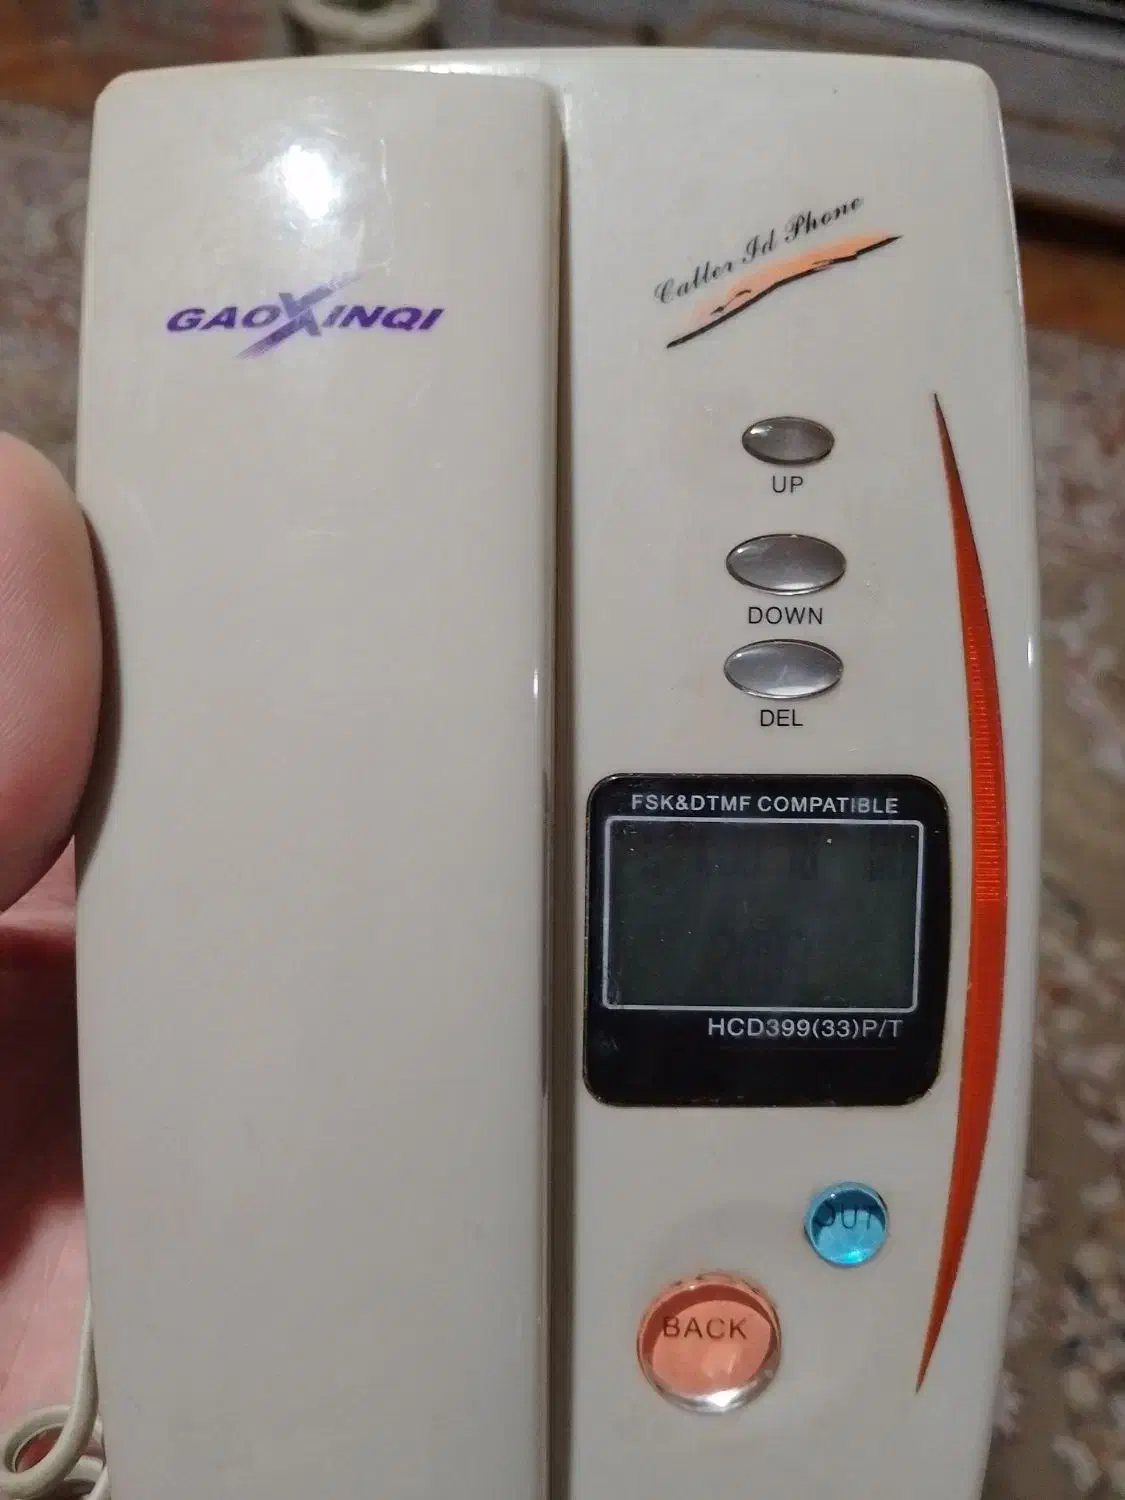 GAOXINQI
Caller Id Phone
UP
DOWN
DEL
FSK&DTMF COMPATIBLE
HCD399(33)P/T
OUT
BACK